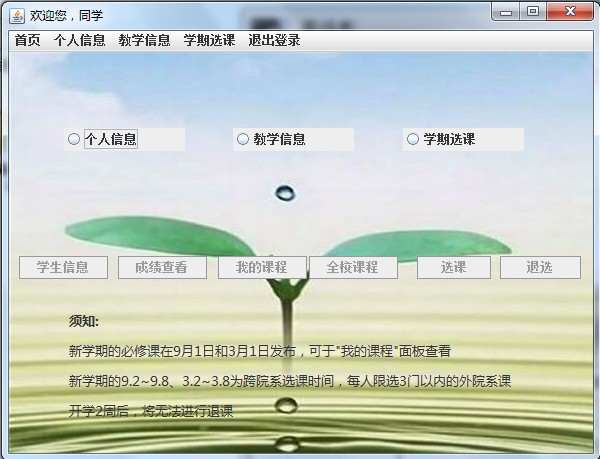 欢迎您，同学
首页 个人信息 教学信息 学期选课 退出登录
个人信息 教学信息 学期选课
学生信息 成绩查看 我的课程 全校课程 选课 退选
须知:
新学期的必修课在9月1日和3月1日发布，可于"我的课程"面板查看
新学期的9.2~9.8、3.2~3.8为跨院系选课时间，每人限选3门以内的外院系课
开学2周后，将无法进行退课